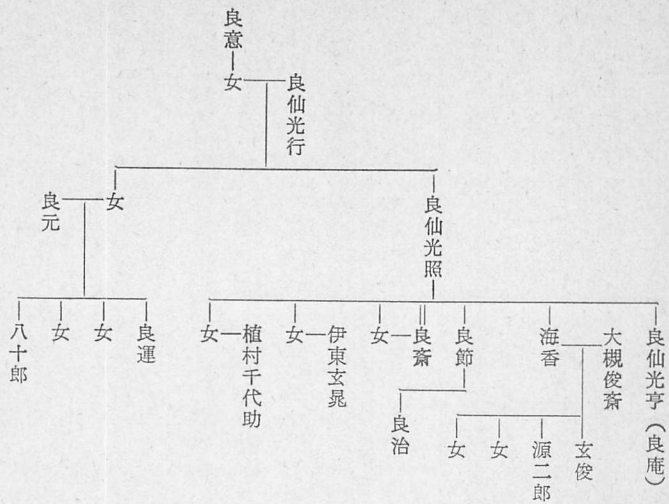 良意
女
良仙光行
女
良元
良仙光照
良仙光亨(良庵)
大槻俊斎
海香
良節
良斎
女
伊東玄晁
女
植村千代助
女
良運
女
女
八十郎
玄俊
源二郎
女
女
良治